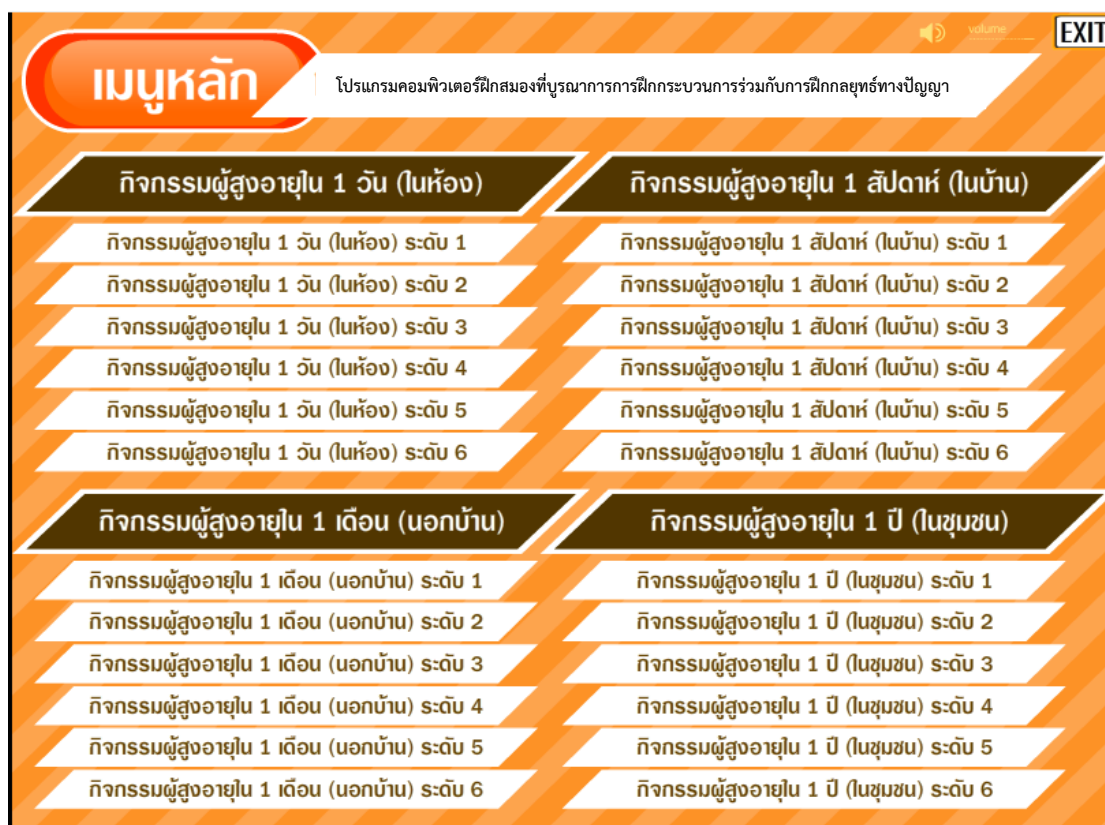 volume
EXIT
เมนูหลัก
โปรแกรมคอมพิวเตอร์ฝึกสมองที่บูรณาการการฝึกกระบวนการร่วมกับการฝึกกลยุทธ์ทางปัญญา
กิจกรรมผู้สูงอายุใน 1 วัน (ในห้อง)
กิจกรรมผู้สูงอายุใน 1 วัน (ในห้อง) ระดับ 1
กิจกรรมผู้สูงอายุใน 1 วัน (ในห้อง) ระดับ 2
กิจกรรมผู้สูงอายุใน 1 วัน (ในห้อง) ระดับ 3
กิจกรรมผู้สูงอายุใน 1 วัน (ในห้อง) ระดับ 4
กิจกรรมผู้สูงอายุใน 1 วัน (ในห้อง) ระดับ 5
กิจกรรมผู้สูงอายุใน 1 วัน (ในห้อง) ระดับ 6
กิจกรรมผู้สูงอายุใน 1 สัปดาห์ (ในบ้าน)
กิจกรรมผู้สูงอายุใน 1 สัปดาห์ (ในบ้าน) ระดับ 1
กิจกรรมผู้สูงอายุใน 1 สัปดาห์ (ในบ้าน) ระดับ 2
กิจกรรมผู้สูงอายุใน 1 สัปดาห์ (ในบ้าน) ระดับ 3
กิจกรรมผู้สูงอายุใน 1 สัปดาห์ (ในบ้าน) ระดับ 4
กิจกรรมผู้สูงอายุใน 1 สัปดาห์ (ในบ้าน) ระดับ 5
กิจกรรมผู้สูงอายุใน 1 สัปดาห์ (ในบ้าน) ระดับ 6
กิจกรรมผู้สูงอายุใน 1 เดือน (นอกบ้าน)
กิจกรรมผู้สูงอายุใน 1 เดือน (นอกบ้าน) ระดับ 1
กิจกรรมผู้สูงอายุใน 1 เดือน (นอกบ้าน) ระดับ 2
กิจกรรมผู้สูงอายุใน 1 เดือน (นอกบ้าน) ระดับ 3
กิจกรรมผู้สูงอายุใน 1 เดือน (นอกบ้าน) ระดับ 4
กิจกรรมผู้สูงอายุใน 1 เดือน (นอกบ้าน) ระดับ 5
กิจกรรมผู้สูงอายุใน 1 เดือน (นอกบ้าน) ระดับ 6
กิจกรรมผู้สูงอายุใน 1 ปี (ในชุมชน)
กิจกรรมผู้สูงอายุใน 1 ปี (ในชุมชน) ระดับ 1
กิจกรรมผู้สูงอายุใน 1 ปี (ในชุมชน) ระดับ 2
กิจกรรมผู้สูงอายุใน 1 ปี (ในชุมชน) ระดับ 3
กิจกรรมผู้สูงอายุใน 1 ปี (ในชุมชน) ระดับ 4
กิจกรรมผู้สูงอายุใน 1 ปี (ในชุมชน) ระดับ 5
กิจกรรมผู้สูงอายุใน 1 ปี (ในชุมชน) ระดับ 6